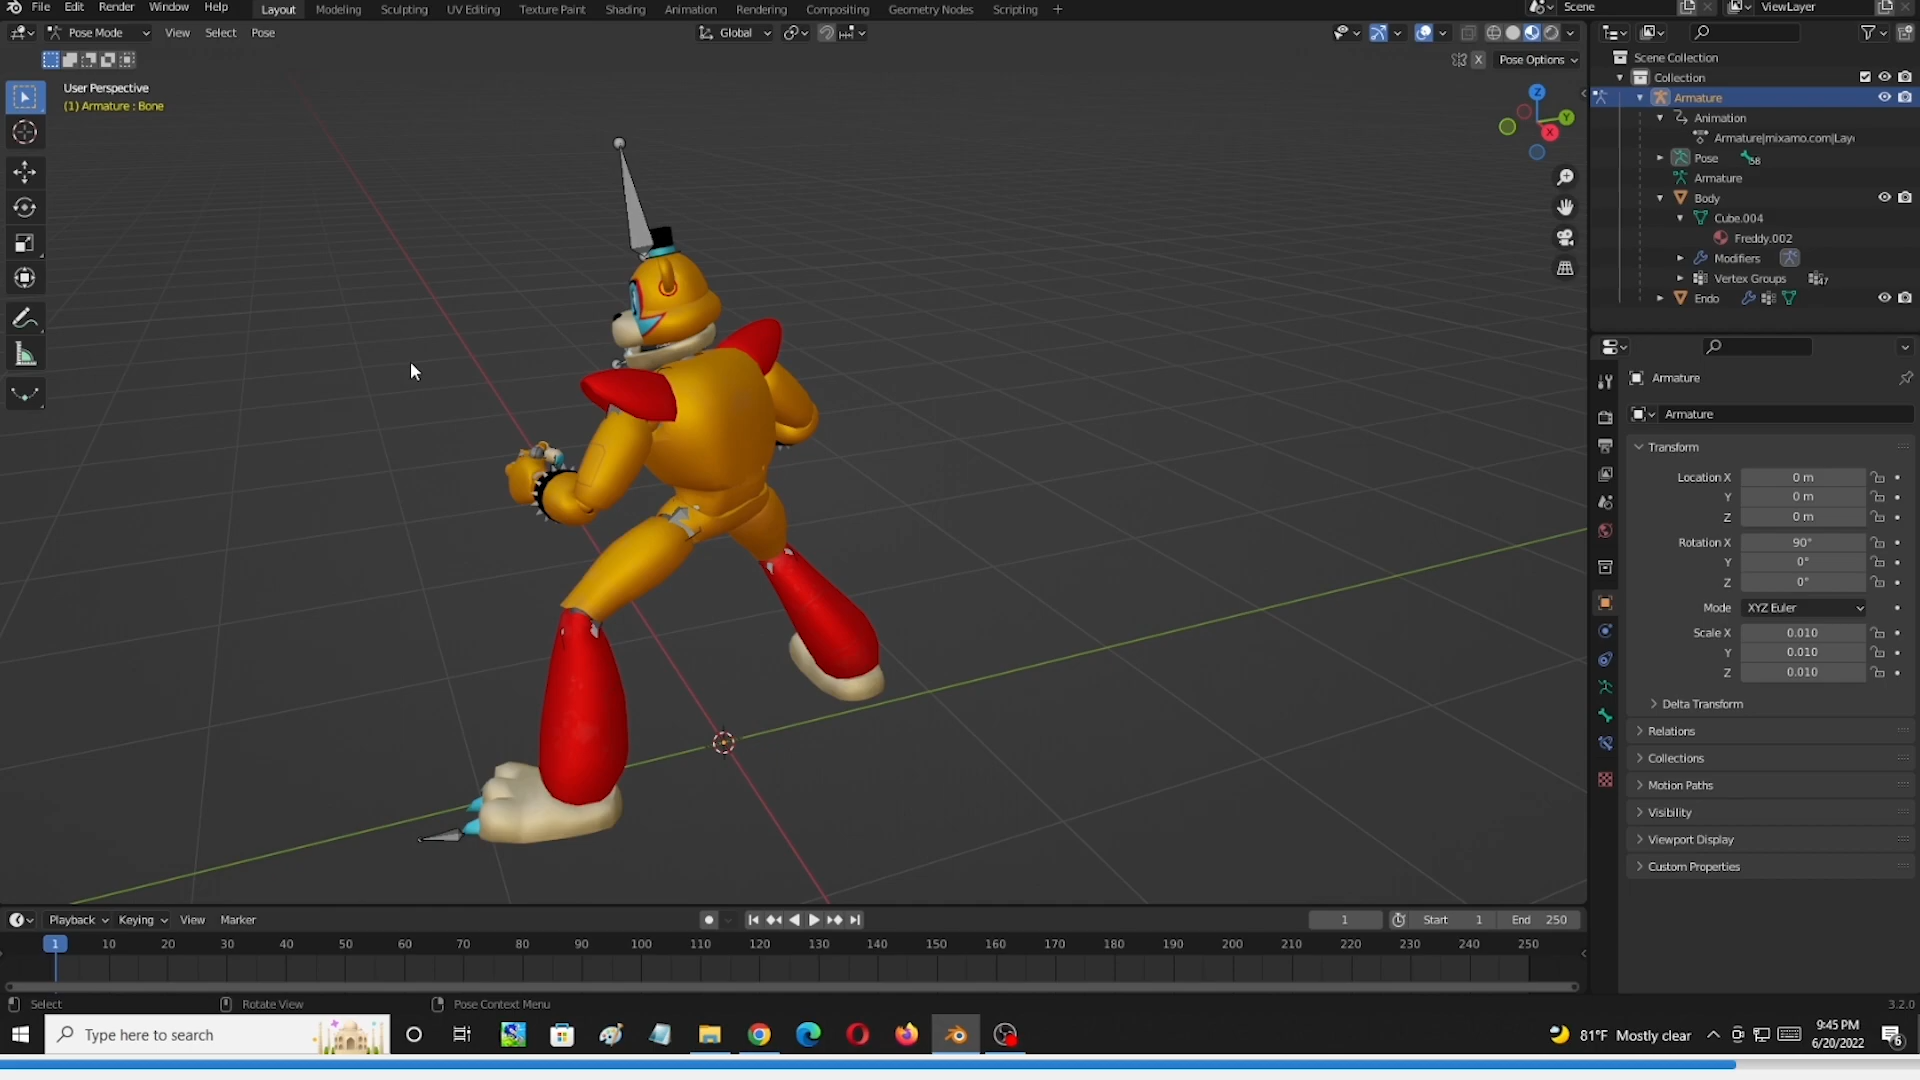 File Edit Render Window Help Layout Modeling Sculpting UV Editing Texture Paint Shading Animation Rendering Compositing Geometry Nodes Scripting + Scene ViewLayer
Pose Mode View Select Pose Global
X Pose Options
User Perspective
(1) Armature : Bone
Z
Y
X
Scene Collection
Collection
Armature
Animation
Armature|mixamo.com|Lay
Pose 58
Armature
Body
Cube.004
Freddy.002
Modifiers
Vertex Groups 47
Endo
Armature
Armature
Transform
Location X 0 m
Y 0 m
Z 0 m
Rotation X 90°
Y 0°
Z 0°
Mode XYZ Euler
Scale X 0.010
Y 0.010
Z 0.010
Delta Transform
Relations
Collections
Motion Paths
Visibility
Viewport Display
Custom Properties
Playback Keying View Marker 1 Start 1 End 250
1 10 20 30 40 50 60 70 80 90 100 110 120 130 140 150 160 170 180 190 200 210 220 230 240 250
Select Rotate View Pose Context Menu 3.2.0
Type here to search 81°F Mostly clear 9:45 PM
6/20/2022 6